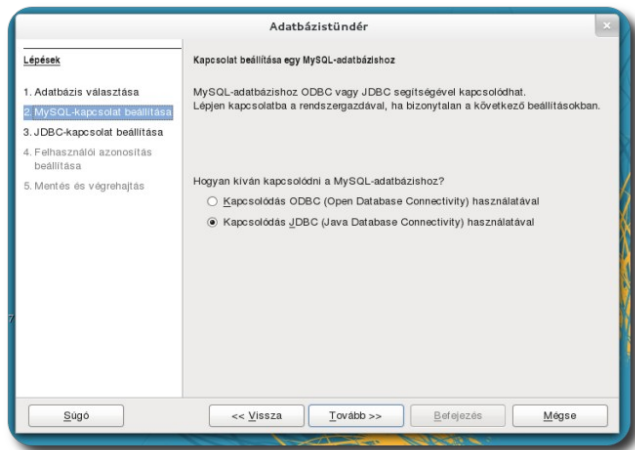 Adatbázistündér
Lépések
1. Adatbázis választása
2. MySQL-kapcsolat beállítása
3. JDBC-kapcsolat beállítása
4. Felhasználói azonosítás
beállítása
5. Mentés és végrehajtás
Kapcsolat beállítása egy MySQL-adatbázishoz
MySQL-adatbázishoz ODBC vagy JDBC segítségével kapcsolódhat.
Lépjen kapcsolatba a rendszergazdával, ha bizonytalan a következő beállításokban.
Hogyan kíván kapcsolódni a MySQL-adatbázishoz?
Kapcsolódás ODBC (Open Database Connectivity) használatával
Kapcsolódás JDBC (Java Database Connectivity) használatával
Súgó
<< Vissza
Tovább >>
Befejezés
Mégse